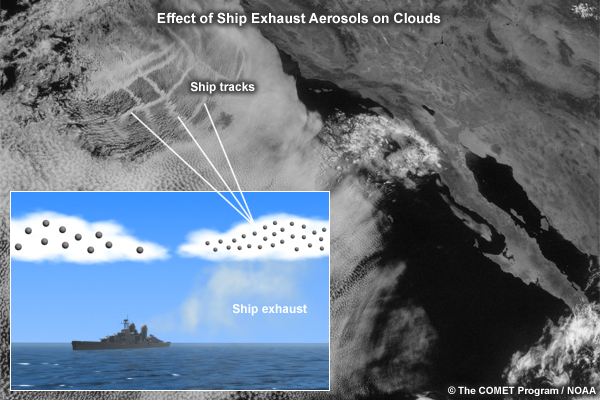 Effect of Ship Exhaust Aerosols on Clouds
Ship tracks
Ship exhaust
© The COMET Program / NOAA